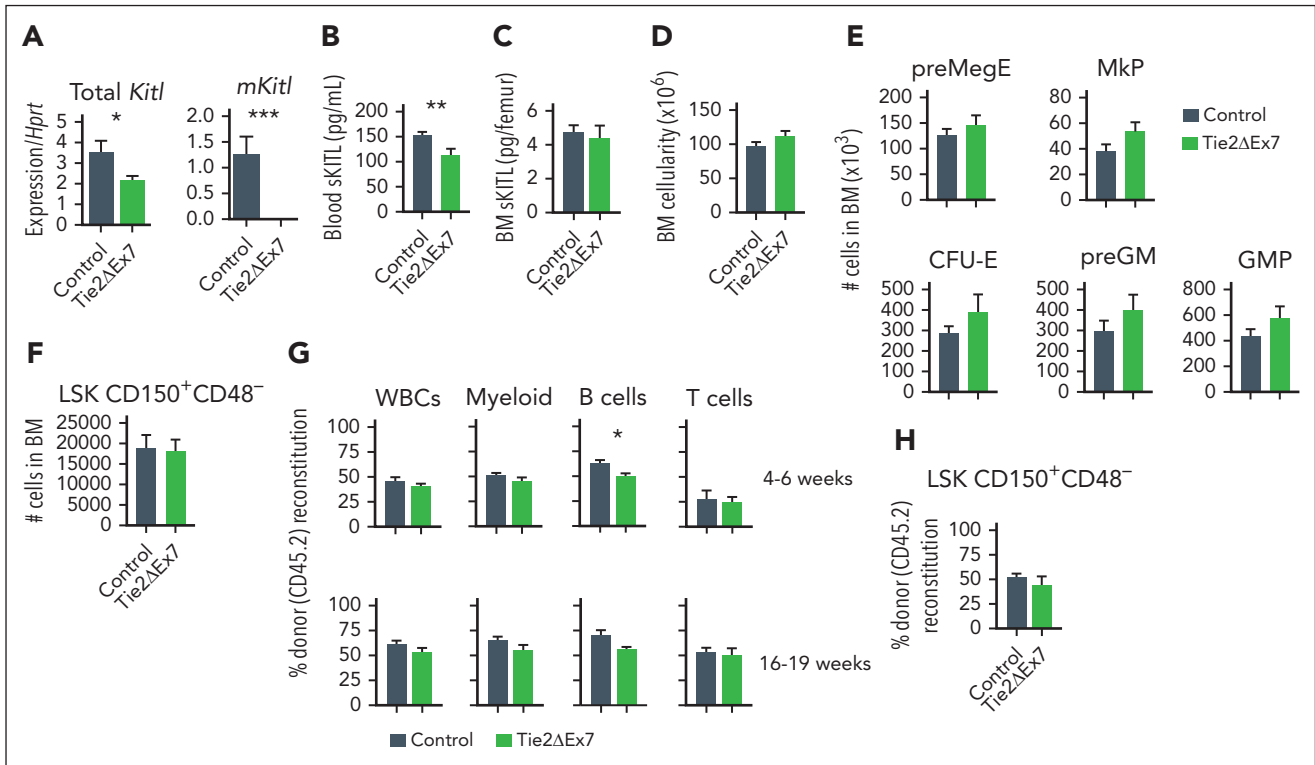 A
Total Kitl
*
Expression/Hprt
5
4
3
2
1
0
Control
Tie2ΔEx7
mKitl
***
2.0
1.5
1.0
0.5
0.0
Control
Tie2ΔEx7
B
**
Blood sKITL (pg/mL)
200
150
100
150
0
Control
Tie2ΔEx7
C
BM sKITL (pg/femur)
6
4
2
0
Control
Tie2ΔEx7
D
BM cellularity (x10⁶)
150
100
50
0
Control
Tie2ΔEx7
E
# cells in BM (x10³)
preMegE
200
150
100
50
0
MkP
80
60
40
20
0
Control
Tie2ΔEx7
CFU-E
500
400
300
200
100
0
preGM
500
400
300
200
100
0
GMP
800
600
400
200
0
F
LSK CD150⁺CD48⁻
# cells in BM
25000
20000
15000
10000
5000
0
Control
Tie2ΔEx7
G
% donor (CD45.2) reconstitution
WBCs
Myeloid
B cells
T cells
*
100
75
50
25
0
4-6 weeks
100
75
50
25
0
16-19 weeks
Control
Tie2ΔEx7
H
LSK CD150⁺CD48⁻
% donor (CD45.2)
reconstitution
100
75
50
25
0
Control
Tie2ΔEx7